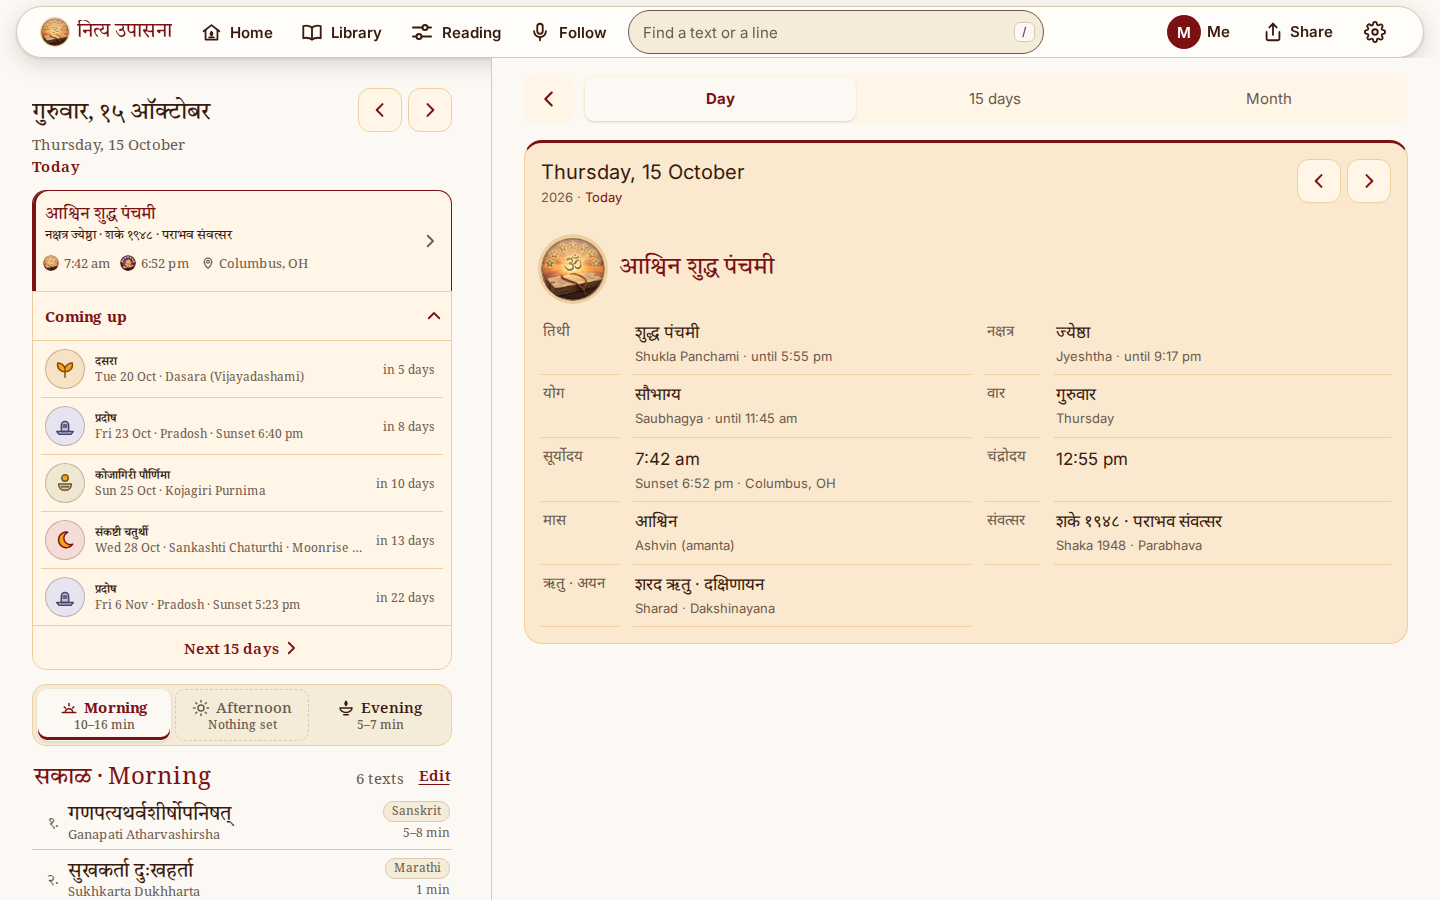 नित्य उपासना
Home
Library
Reading
Follow
Find a text or a line
/
M
Me
Share
गुरुवार, १५ ऑक्टोबर
Thursday, 15 October
Today
आश्विन शुद्ध पंचमी
नक्षत्र ज्येष्ठा · शके १९४८ · पराभव संवत्सर
7:42 am 6:52 pm Columbus, OH
Coming up
दसरा
Tue 20 Oct · Dasara (Vijayadashami)
in 5 days
प्रदोष
Fri 23 Oct · Pradosh · Sunset 6:40 pm
in 8 days
कोजागिरी पौर्णिमा
Sun 25 Oct · Kojagiri Purnima
in 10 days
संकष्टी चतुर्थी
Wed 28 Oct · Sankashti Chaturthi · Moonrise ...
in 13 days
प्रदोष
Fri 6 Nov · Pradosh · Sunset 5:23 pm
in 22 days
Next 15 days
Morning
10–16 min
Afternoon
Nothing set
Evening
5–7 min
सकाळ · Morning
6 texts
Edit
१.
गणपत्यथर्वशीर्षोपनिषत्
Ganapati Atharvashirsha
Sanskrit
5–8 min
२.
सुखकर्ता दुःखहर्ता
Sukhkarta Dukhharta
Marathi
1 min
Day
15 days
Month
Thursday, 15 October
2026 · Today
ॐ
आश्विन शुद्ध पंचमी
तिथी
शुद्ध पंचमी
Shukla Panchami · until 5:55 pm
नक्षत्र
ज्येष्ठा
Jyeshtha · until 9:17 pm
योग
सौभाग्य
Saubhagya · until 11:45 am
वार
गुरुवार
Thursday
सूर्योदय
7:42 am
Sunset 6:52 pm · Columbus, OH
चंद्रोदय
12:55 pm
मास
आश्विन
Ashvin (amanta)
संवत्सर
शके १९४८ · पराभव संवत्सर
Shaka 1948 · Parabhava
ऋतु · अयन
शरद ऋतु · दक्षिणायन
Sharad · Dakshinayana